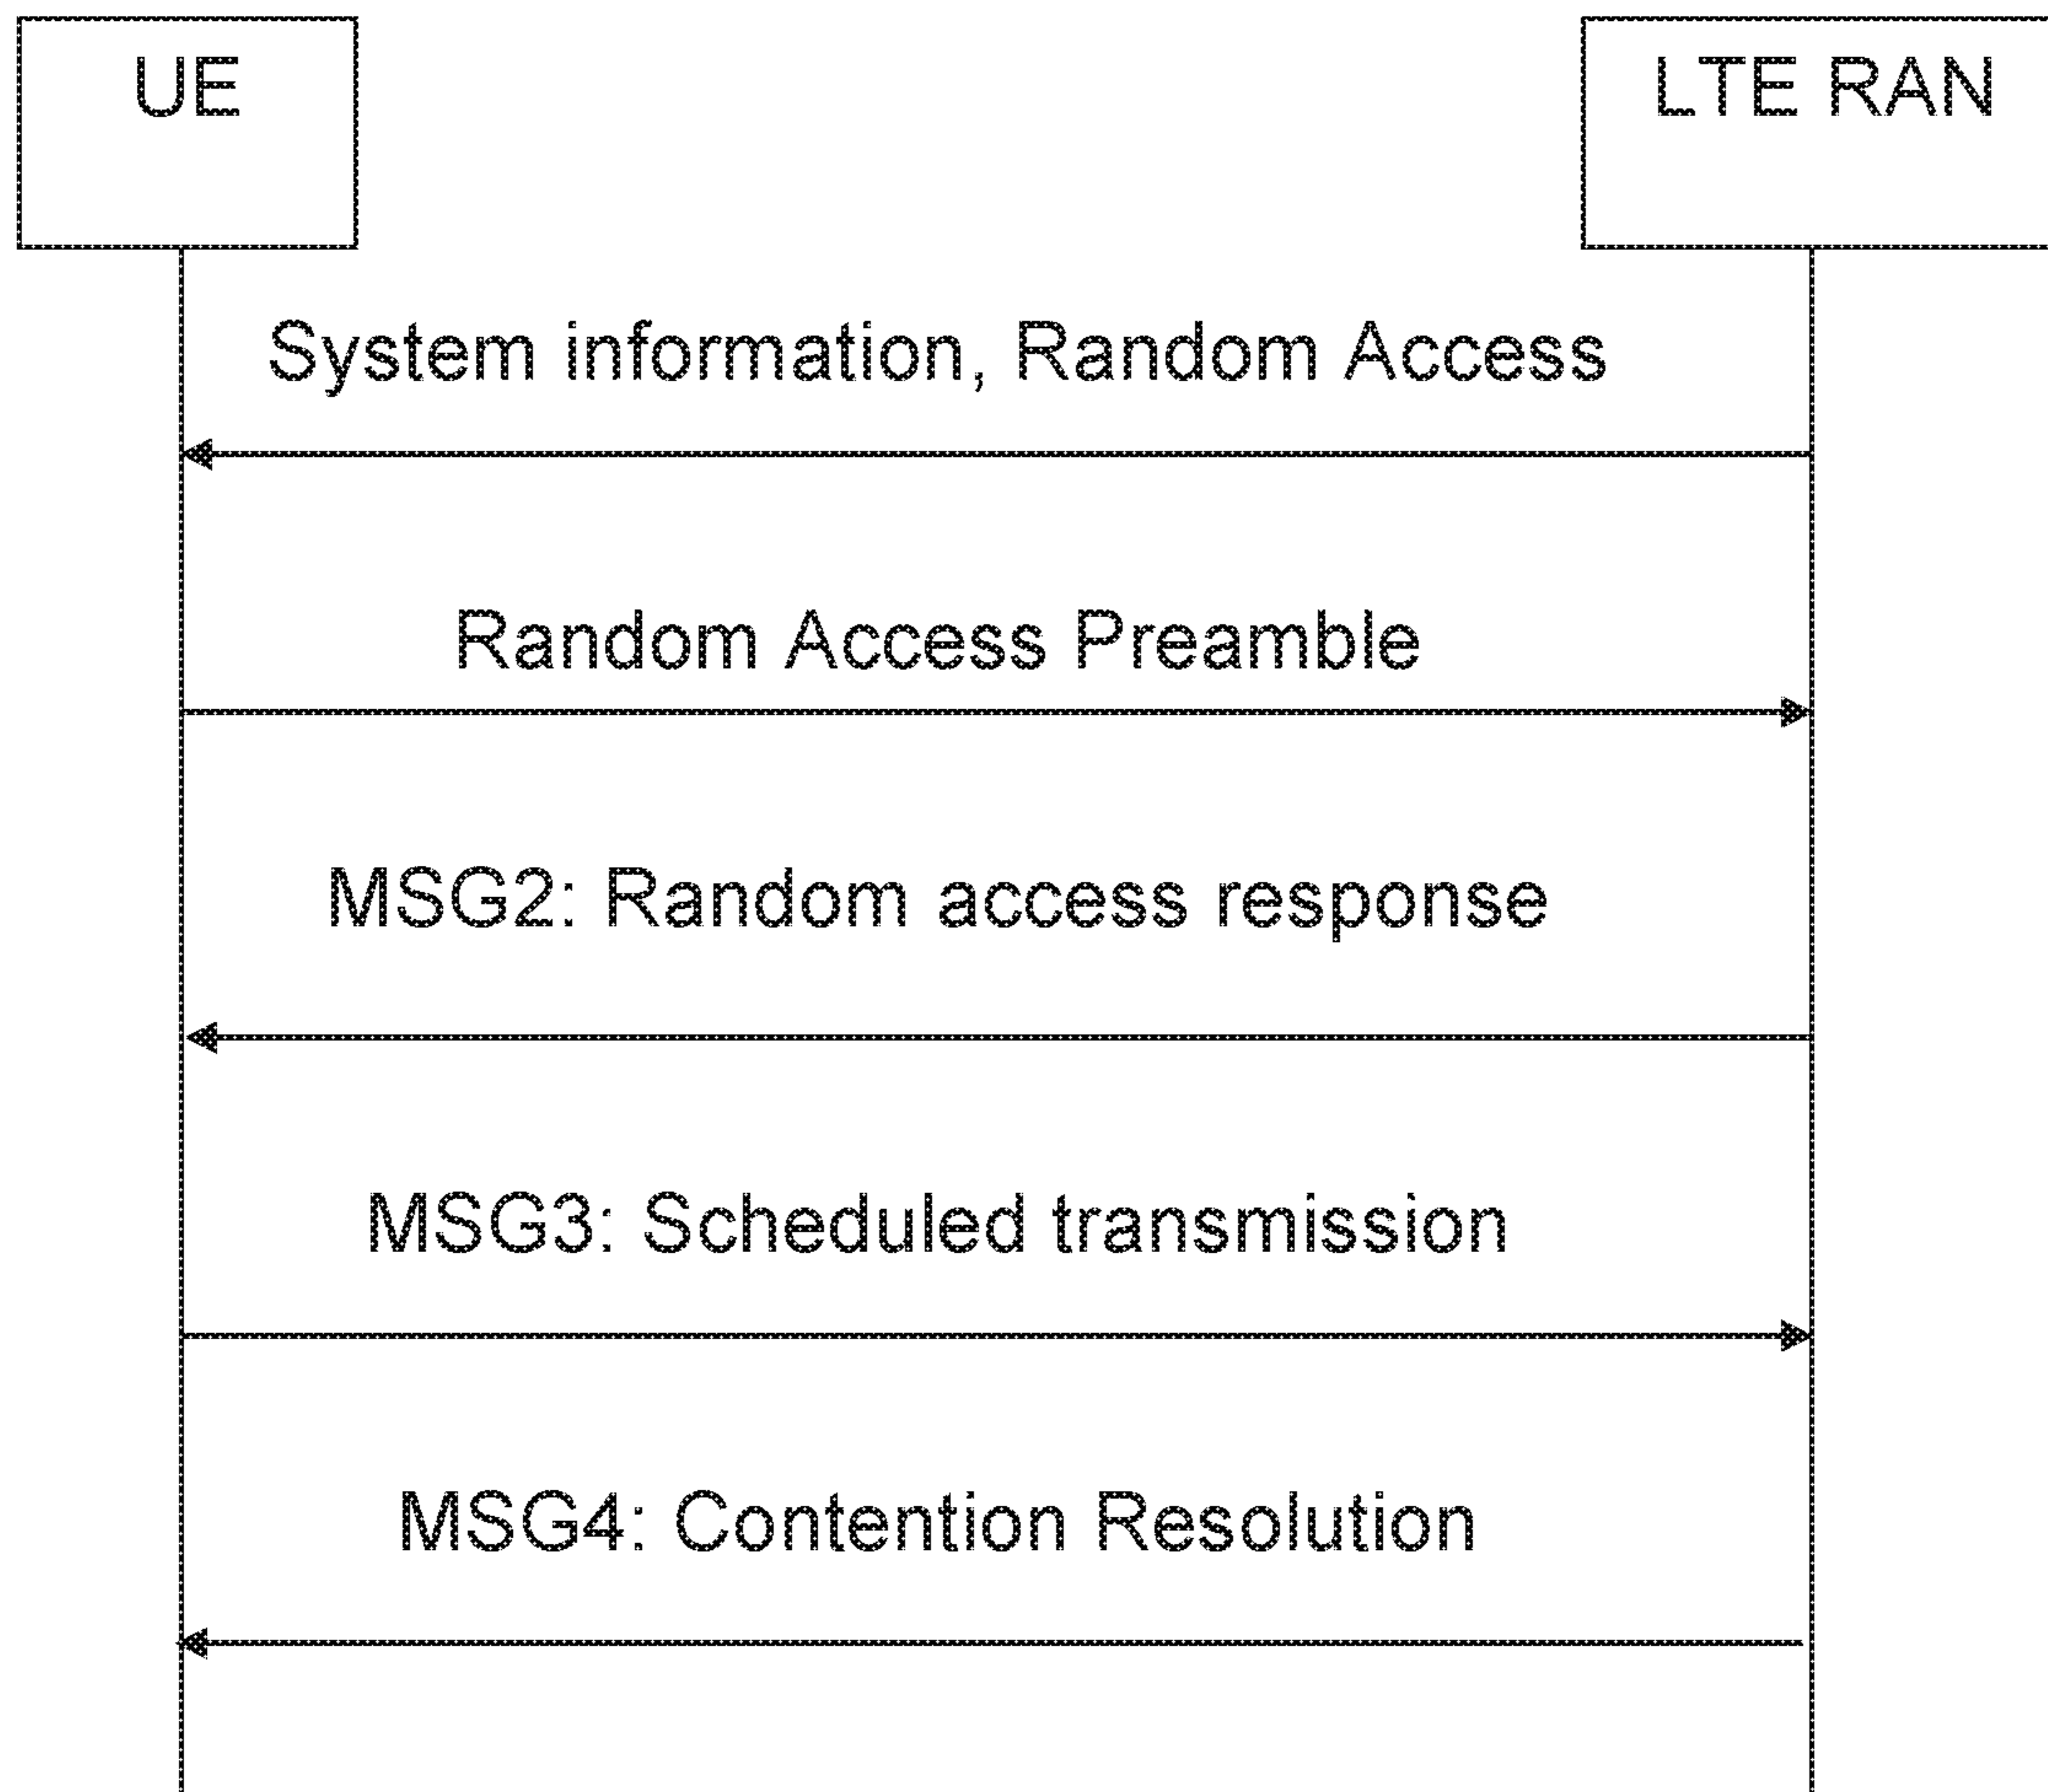 UE
LTE RAN
System information, Random Access
Random Access Preamble
MSG2: Random access response
MSG3: Scheduled transmission
MSG4: Contention Resolution